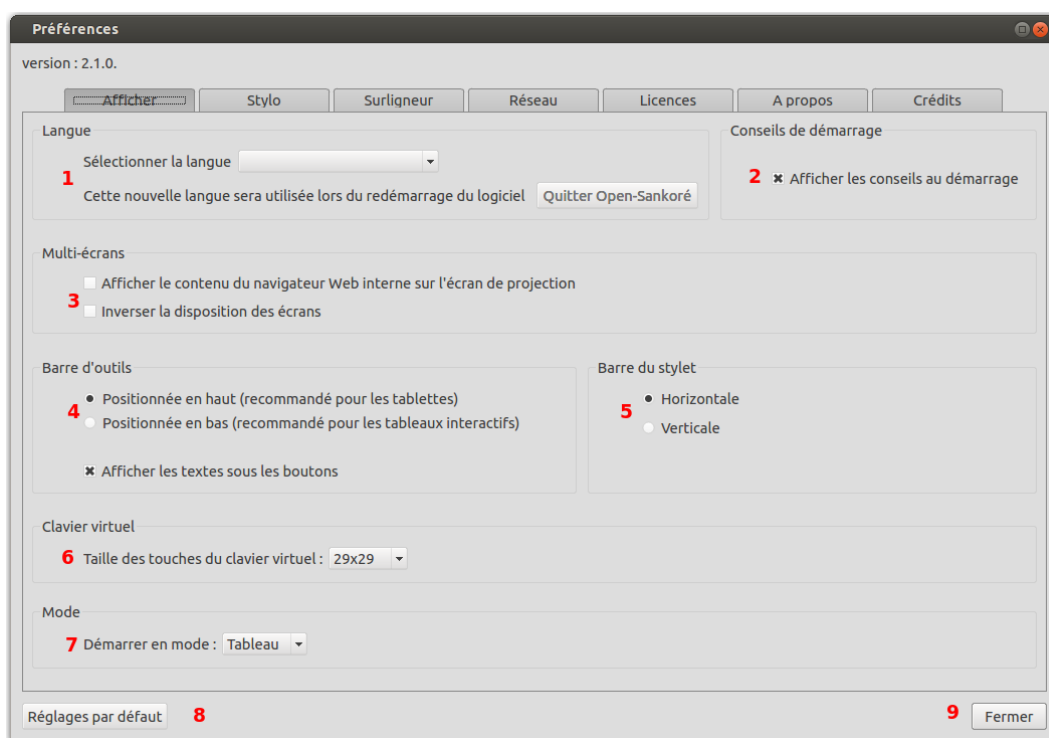 Préférences
version : 2.1.0.
Afficher Stylo Surligneur Réseau Licences A propos Crédits
Langue
Sélectionner la langue
1
Cette nouvelle langue sera utilisée lors du redémarrage du logiciel Quitter Open-Sankoré
Conseils de démarrage
2 Afficher les conseils au démarrage
Multi-écrans
Afficher le contenu du navigateur Web interne sur l'écran de projection
3
Inverser la disposition des écrans
Barre d'outils
Positionnée en haut (recommandé pour les tablettes)
4
Positionnée en bas (recommandé pour les tableaux interactifs)
Afficher les textes sous les boutons
Barre du stylet
Horizontale
5
Verticale
Clavier virtuel
6 Taille des touches du clavier virtuel : 29x29
Mode
7 Démarrer en mode : Tableau
Réglages par défaut 8
9 Fermer